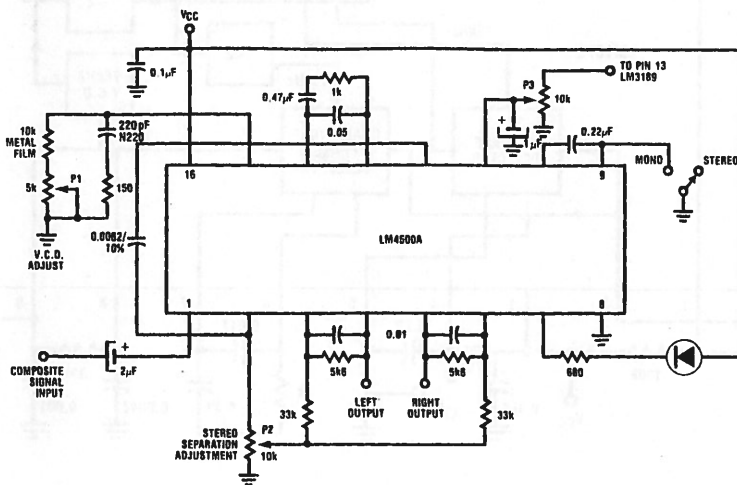 VCC
0.1µF
TO PIN 13
LM3189
P3
10k
1k
0.47µF
0.05
+
1µF
0.22µF
220pF
N220
10k
METAL
FILM
5k
P1
150
V.C.O.
ADJUST
0.0062/
10%
16
9
MONO
STEREO
LM4500A
1
8
COMPOSITE
SIGNAL
INPUT
+
2µF
0.01
5k6
5k6
680
LEFT
OUTPUT
RIGHT
OUTPUT
33k
33k
STEREO
SEPARATION
ADJUSTMENT
P2
10k